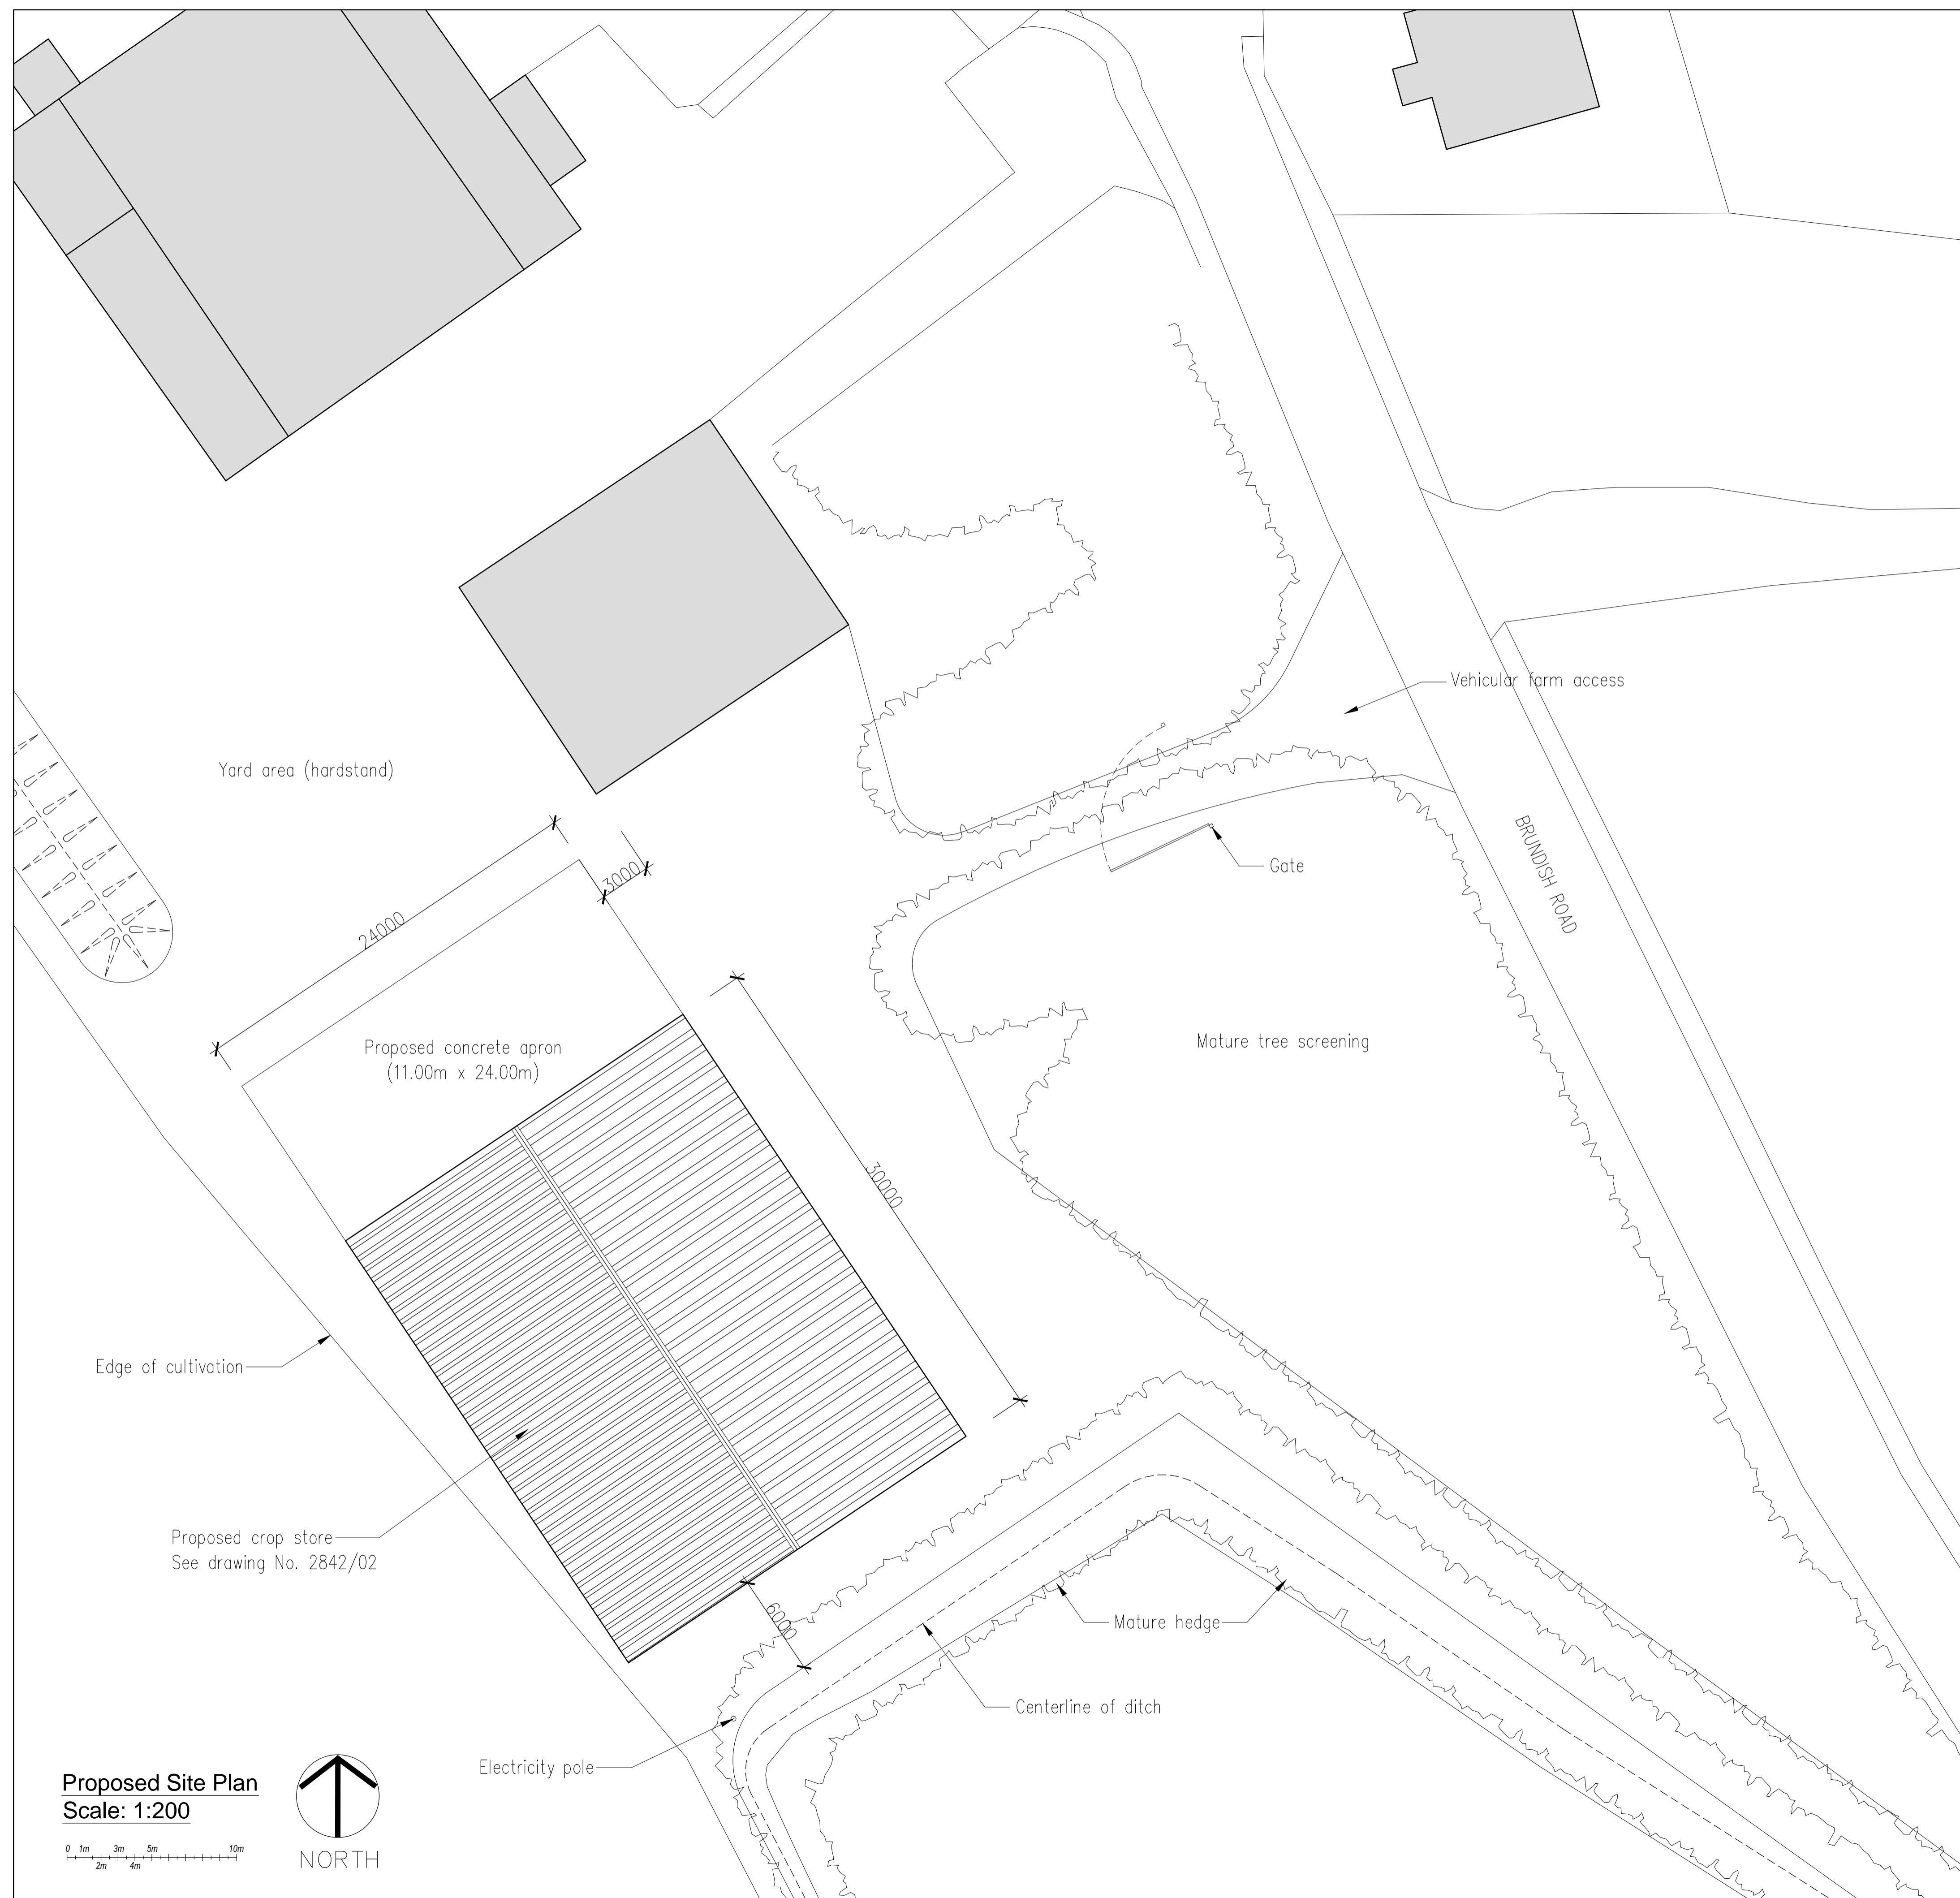 Vehicular farm access
Yard area (hardstand)
BRUNDISH ROAD
Gate
3000
24000
Proposed concrete apron
(11.00m x 24.00m)
Mature tree screening
30000
Edge of cultivation
Proposed crop store
See drawing No. 2842/02
6000
Mature hedge
Centerline of ditch
Electricity pole
Proposed Site Plan
Scale: 1:200
0 1m 3m 5m 10m
2m 4m
NORTH